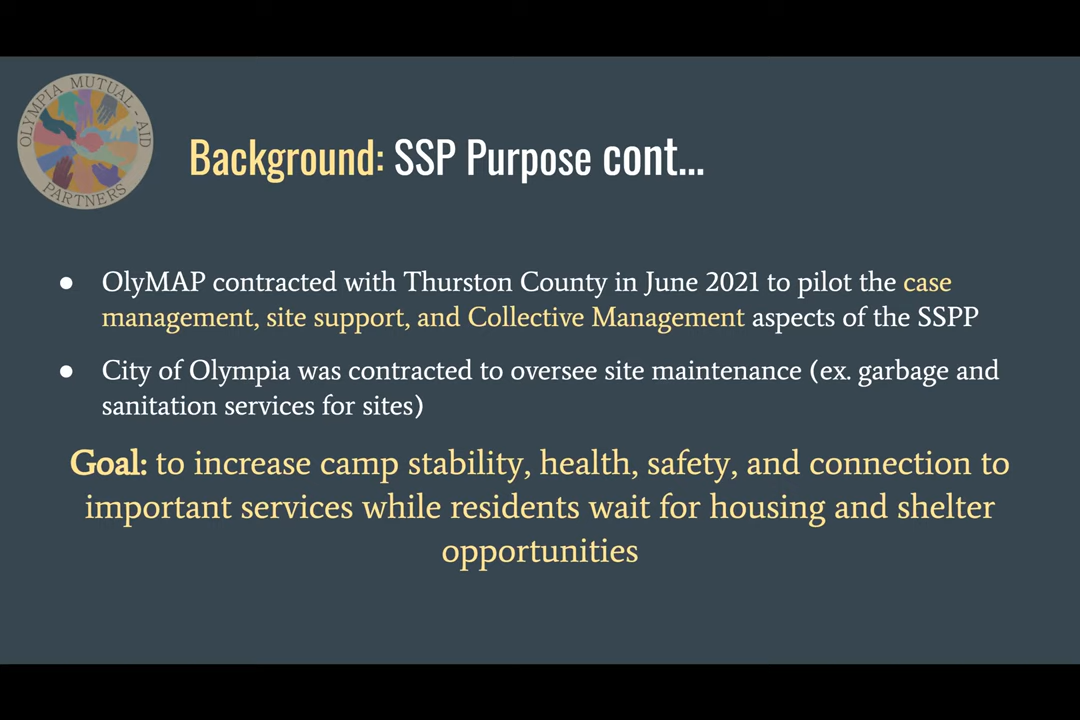 OLYMPIA MUTUAL-AID
PARTNERS
Background: SSP Purpose cont...
● OlyMAP contracted with Thurston County in June 2021 to pilot the case
management, site support, and Collective Management aspects of the SSPP
● City of Olympia was contracted to oversee site maintenance (ex. garbage and
sanitation services for sites)
Goal: to increase camp stability, health, safety, and connection to
important services while residents wait for housing and shelter
opportunities